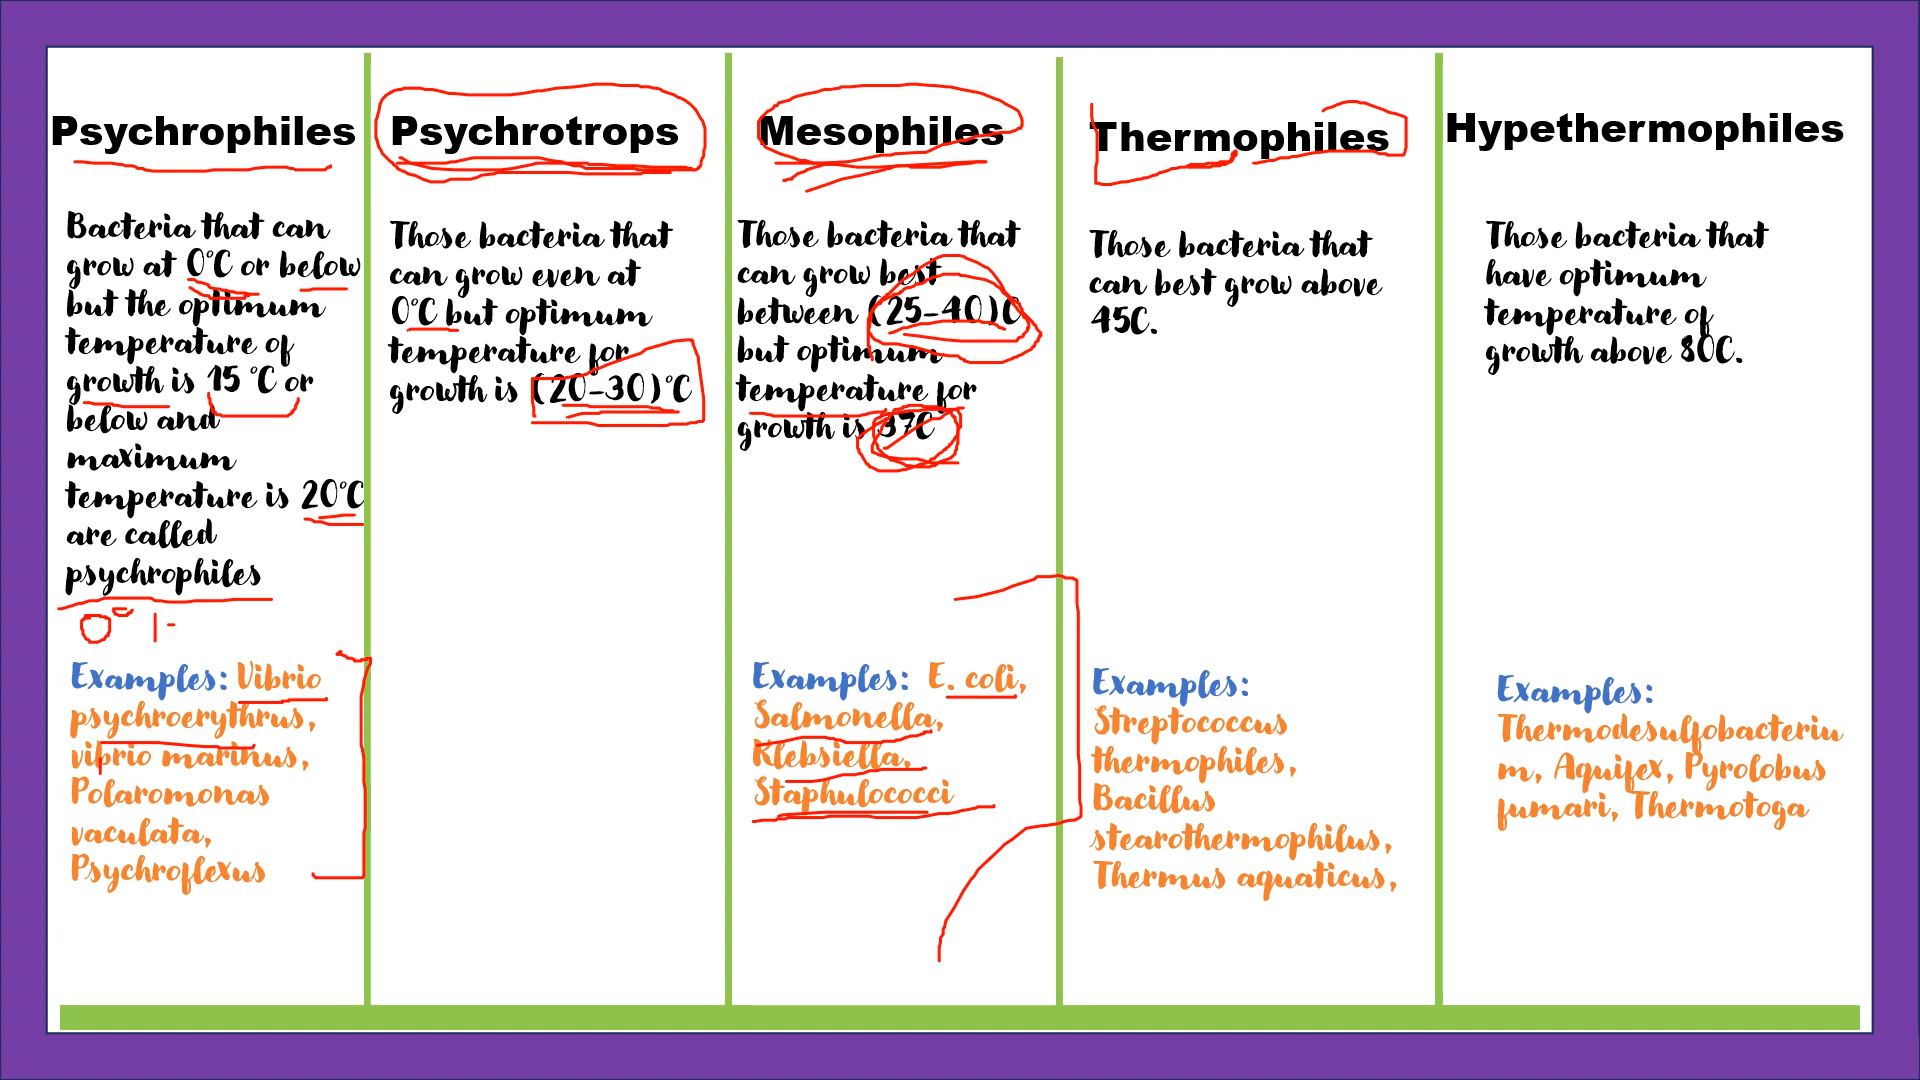 Psychrophiles
Bacteria that can
grow at 0°C or below
but the optimum
temperature of
growth is 15 °C or
below and
maximum
temperature is 20°C
are called
psychrophiles
0° 1-
Examples: Vibrio
psychroerythrus,
vibrio marinus,
Polaromonas
vaculata,
Psychroflexus
Psychrotrops
Those bacteria that
can grow even at
0°C but optimum
temperature for
growth is (20-30)°C
Mesophiles
Those bacteria that
can grow best
between (25-40)C
but optimum
temperature for
growth is 37C
Examples: E. coli,
Salmonella,
Klebsiella,
Staphulococci
Thermophiles
Those bacteria that
can best grow above
45C.
Examples:
Streptococcus
thermophiles,
Bacillus
stearothermophilus,
Thermus aquaticus,
Hypethermophiles
Those bacteria that
have optimum
temperature of
growth above 80C.
Examples:
Thermodesulfobacteriu
m, Aquifex, Pyrolobus
fumari, Thermotoga